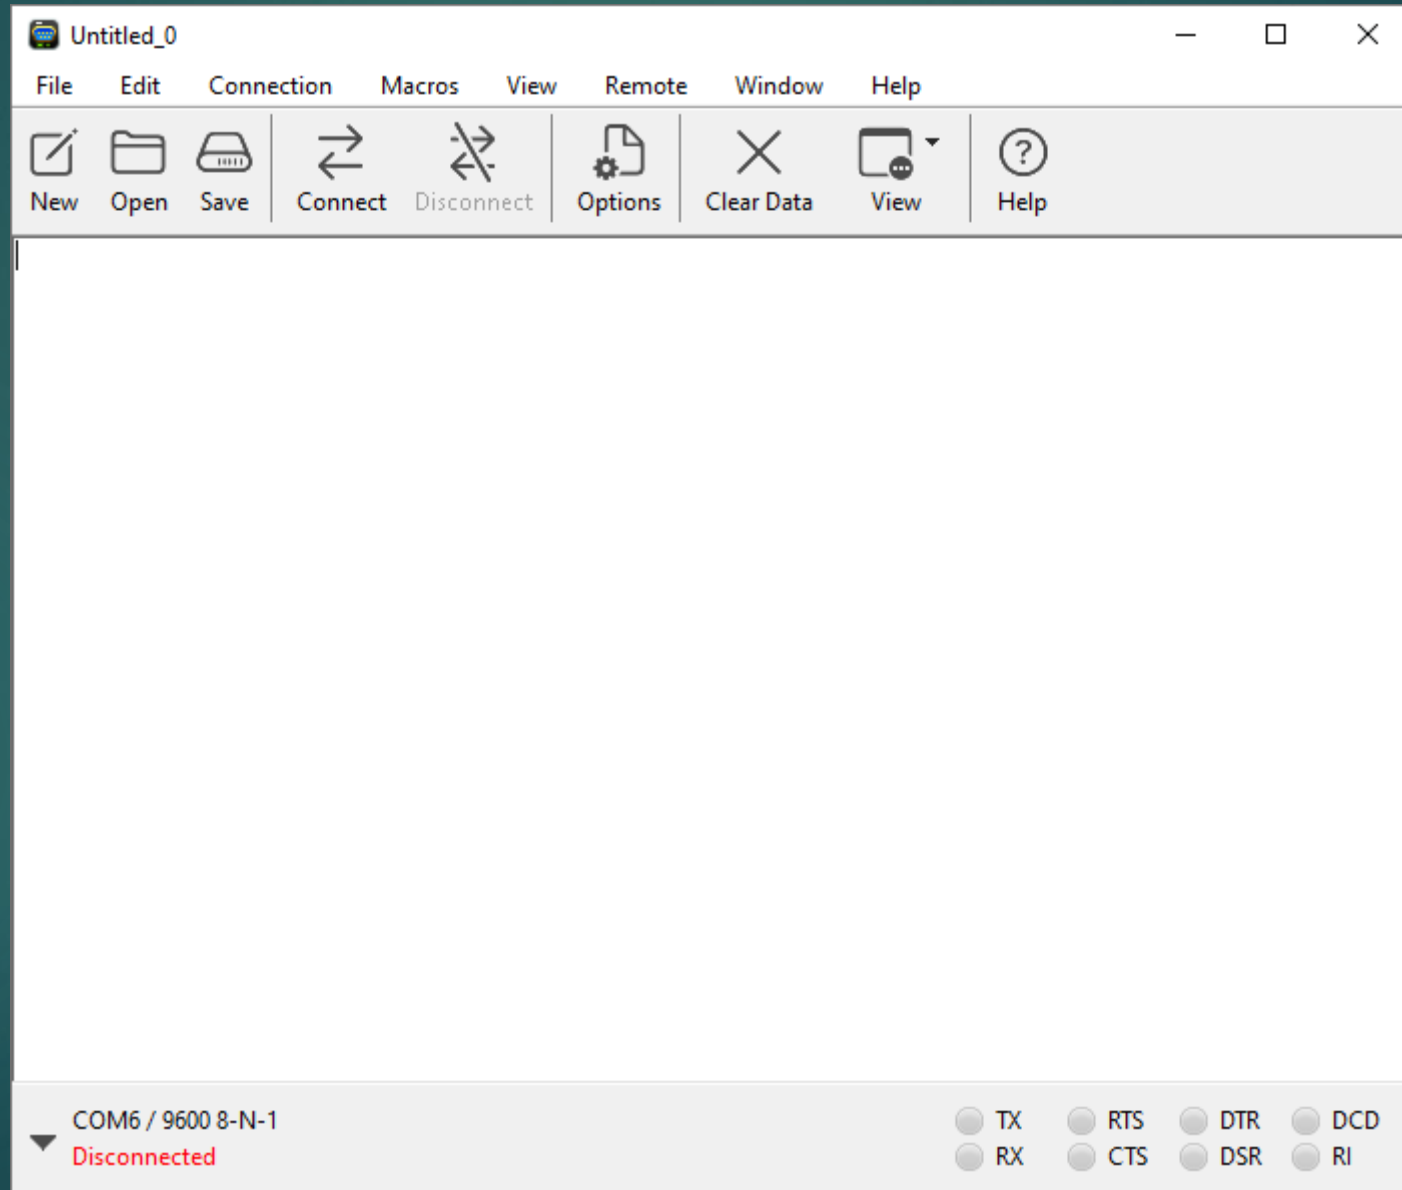 Untitled_0
File Edit Connection Macros View Remote Window Help
New Open Save Connect Disconnect Options Clear Data View Help
COM6 / 9600 8-N-1
Disconnected
TX RTS DTR DCD
RX CTS DSR RI